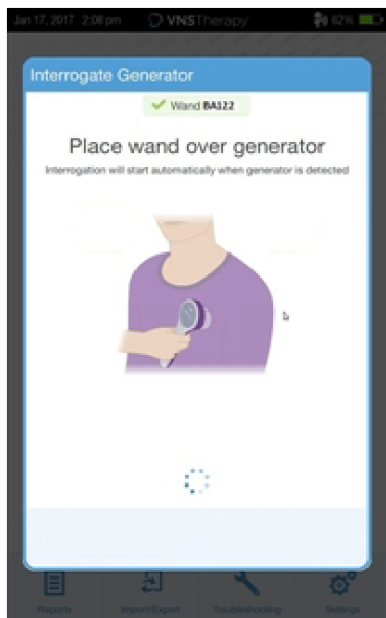 Jan 17, 2017 2:08 pm VNSTherapy 62%
Interrogate Generator
Wand BA122
Place wand over generator
Interrogation will start automatically when generator is detected
Reports Import/Export Troubleshooting Settings